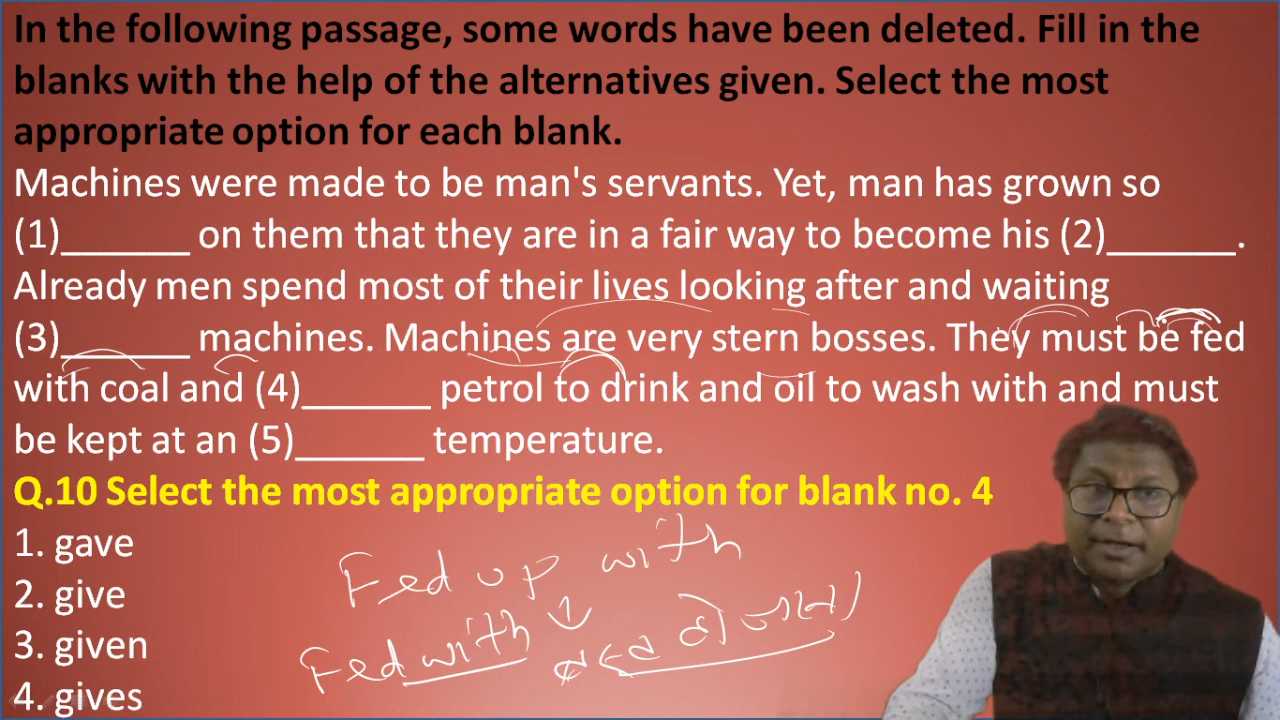 In the following passage, some words have been deleted. Fill in the
blanks with the help of the alternatives given. Select the most
appropriate option for each blank.
Machines were made to be man's servants. Yet, man has grown so
(1)______ on them that they are in a fair way to become his (2)______.
Already men spend most of their lives looking after and waiting
(3)______ machines. Machines are very stern bosses. They must be fed
with coal and (4)______ petrol to drink and oil to wash with and must
be kept at an (5)______ temperature.
Q.10 Select the most appropriate option for blank no. 4
1. gave
2. give
3. given
4. gives
Fed up with
Fed with